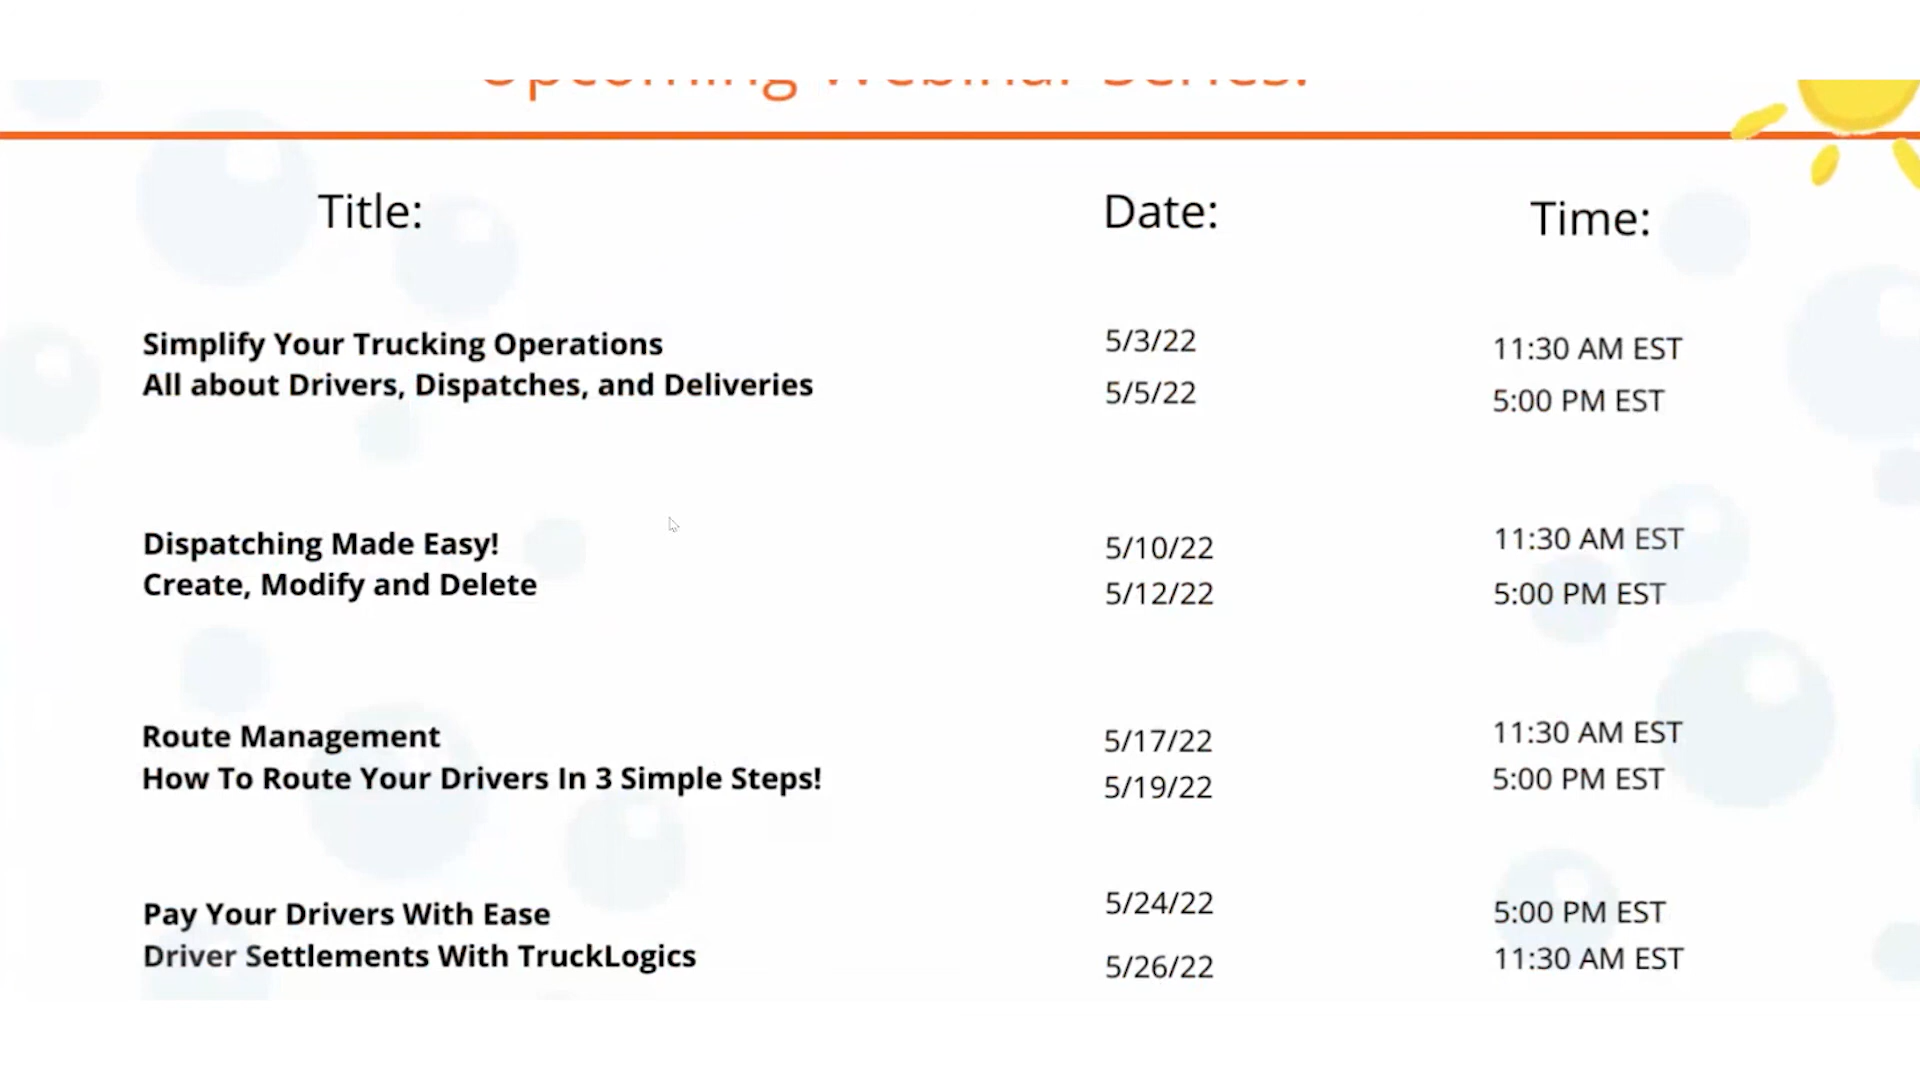 Upcoming Webinar Series:
Title: Date: Time:
Simplify Your Trucking Operations 5/3/22 11:30 AM EST
All about Drivers, Dispatches, and Deliveries 5/5/22 5:00 PM EST
Dispatching Made Easy! 5/10/22 11:30 AM EST
Create, Modify and Delete 5/12/22 5:00 PM EST
Route Management 5/17/22 11:30 AM EST
How To Route Your Drivers In 3 Simple Steps! 5/19/22 5:00 PM EST
Pay Your Drivers With Ease 5/24/22 5:00 PM EST
Driver Settlements With TruckLogics 5/26/22 11:30 AM EST